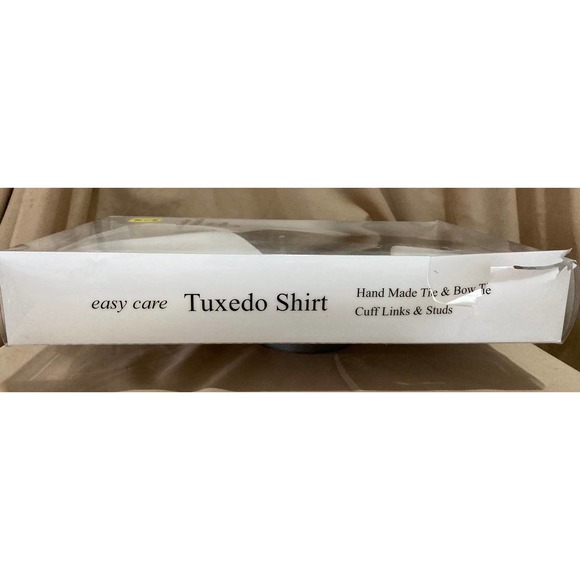 easy care Tuxedo Shirt
Hand Made Tie & Bow Tie
Cuff Links & Studs